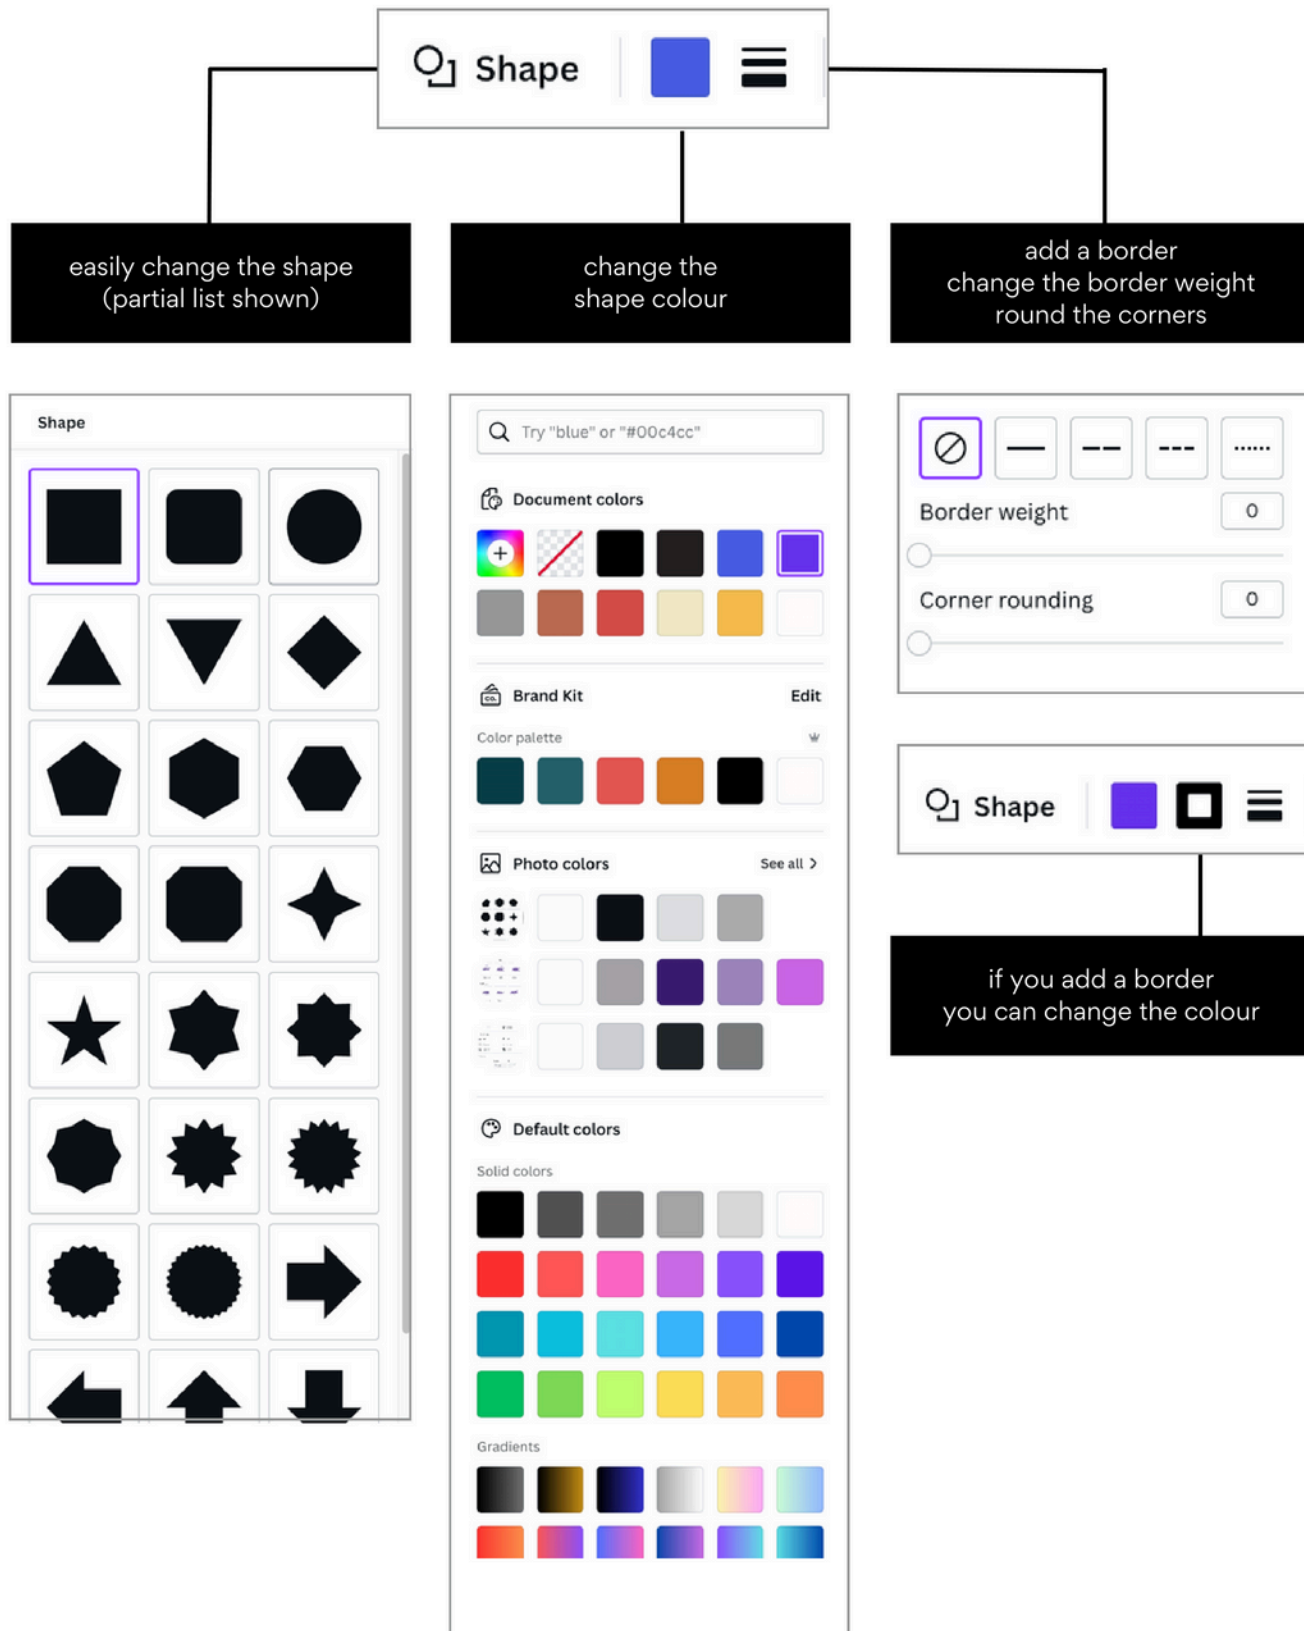 Shape
easily change the shape
(partial list shown)
change the
shape colour
add a border
change the border weight
round the corners
Shape
Try "blue" or "#00c4cc"
Document colors
Brand Kit
Edit
Color palette
Photo colors
See all >
Default colors
Solid colors
Gradients
Border weight
0
Corner rounding
0
Shape
if you add a border
you can change the colour